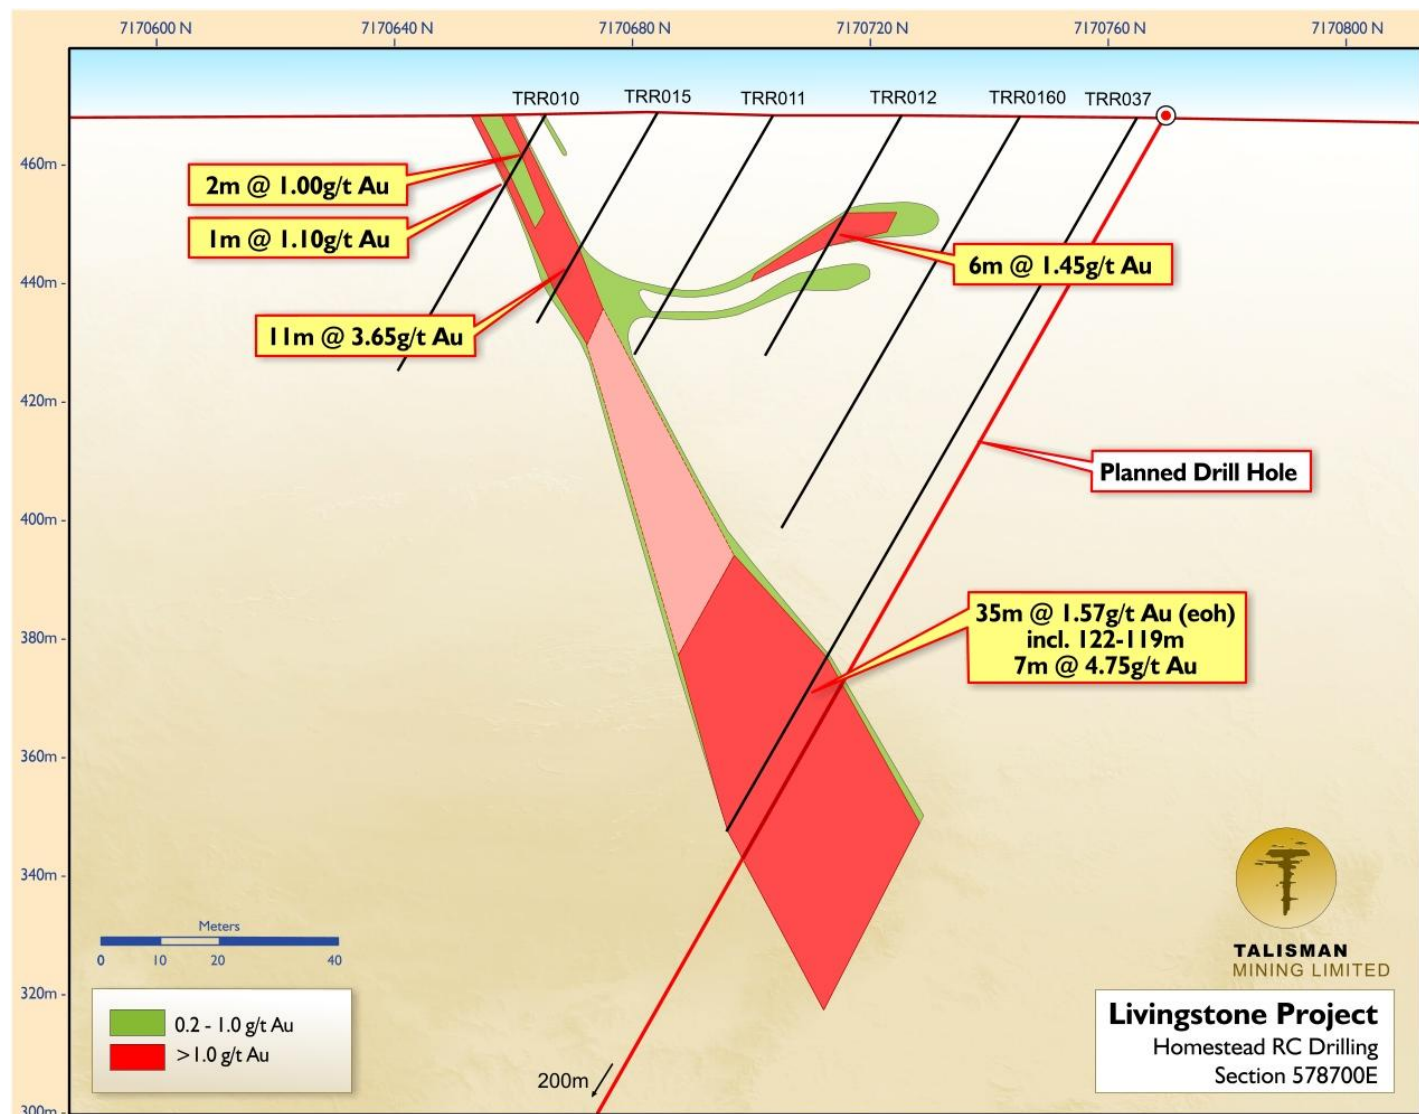 7170600 N
7170640 N
7170680 N
7170720 N
7170760 N
7170800 N
TRR010
TRR015
TRR011
TRR012
TRR0160
TRR037
460m
440m
420m
400m
380m
360m
340m
320m
300m
2m @ 1.00g/t Au
1m @ 1.10g/t Au
11m @ 3.65g/t Au
6m @ 1.45g/t Au
Planned Drill Hole
35m @ 1.57g/t Au (eoh)
incl. 122-119m
7m @ 4.75g/t Au
200m
Meters
0 10 20 40
0.2 - 1.0 g/t Au
>1.0 g/t Au
TALISMAN
MINING LIMITED
Livingstone Project
Homestead RC Drilling
Section 578700E